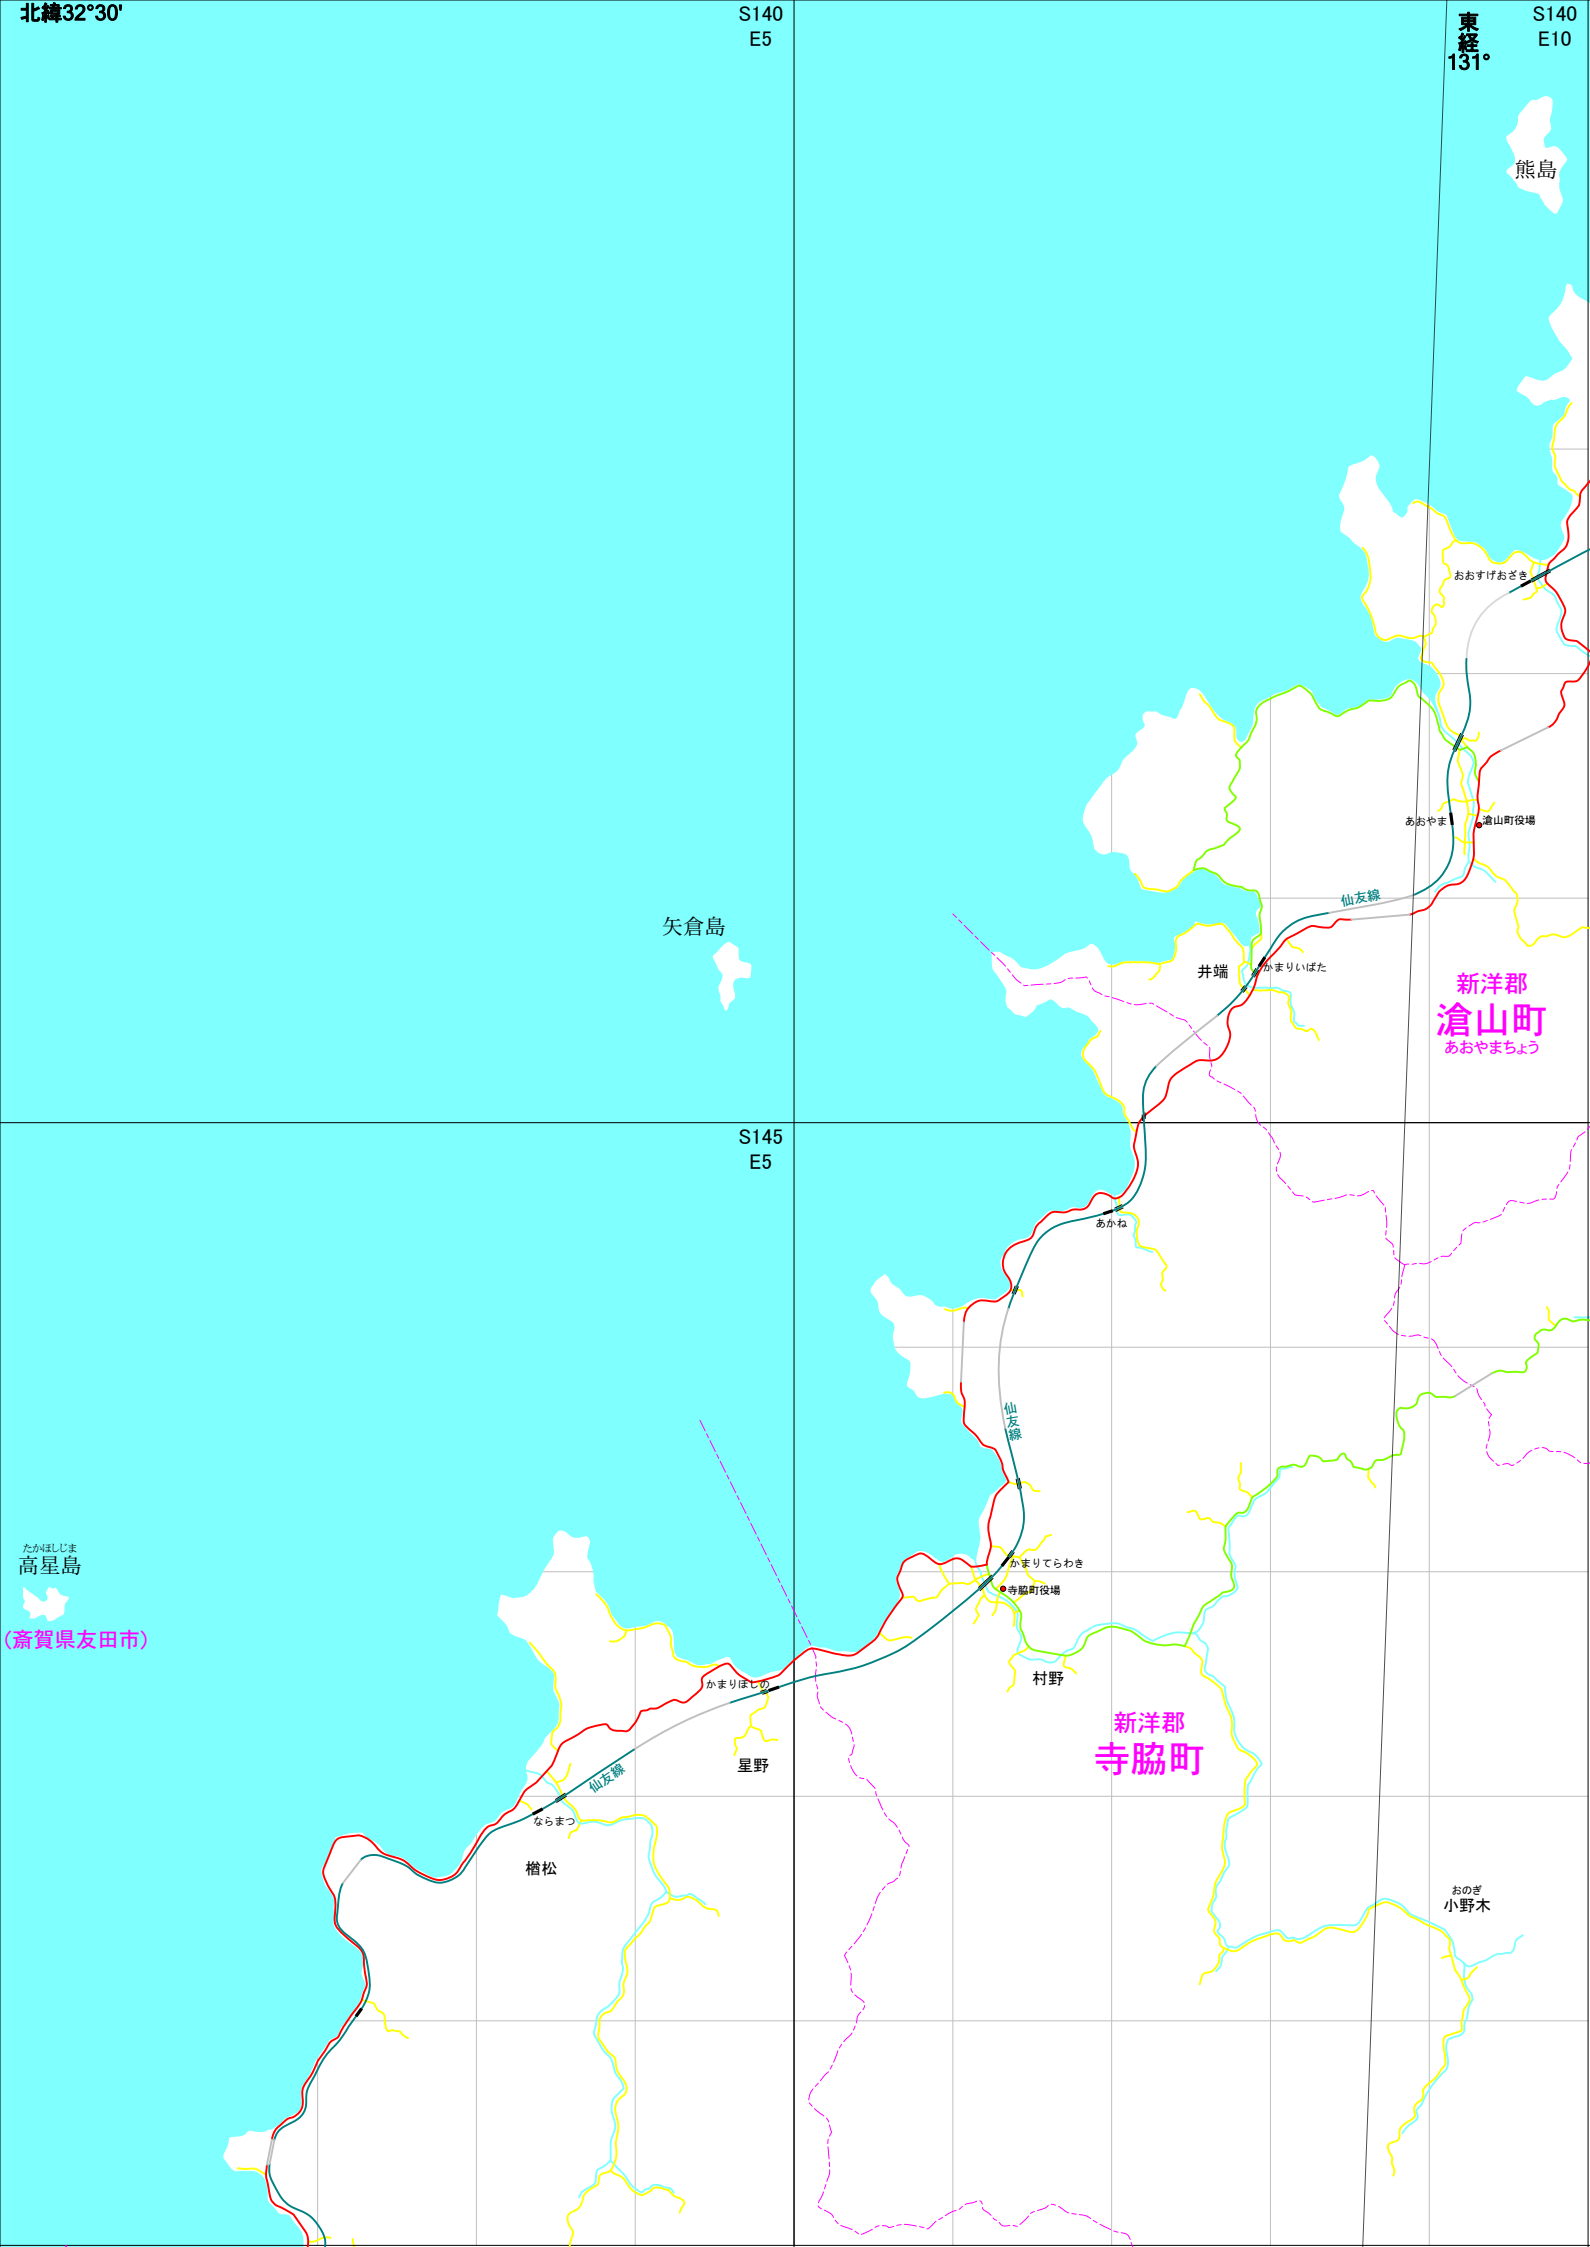 北緯32°30'
S140
E5
東経
131°
S140
E10
熊島
おおすげおざき
あおやま
滄山町役場
仙友線
矢倉島
井端
かまりいばた
新洋郡
滄山町
あおやまちょう
S145
E5
あかね
仙友線
たかほしじま
高星島
(斎賀県友田市)
かまりてらわき
寺脇町役場
村野
かまりほしの
新洋郡
寺脇町
星野
仙友線
ならまつ
楢松
おのぎ
小野木